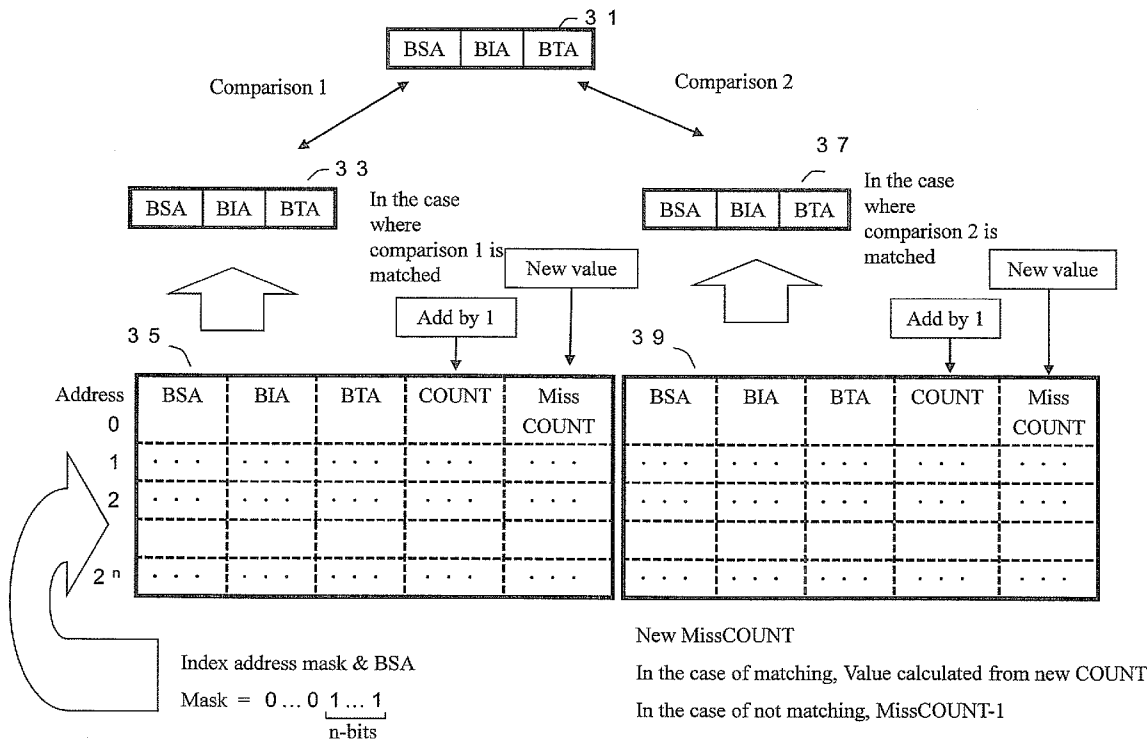 3 1
BSA BIA BTA
Comparison 1
Comparison 2
3 3
BSA BIA BTA
In the case
where
comparison 1 is
matched
3 7
BSA BIA BTA
In the case
where
comparison 2 is
matched
New value
New value
Add by 1
Add by 1
3 5
3 9
Address
BSA BIA BTA COUNT Miss
COUNT
BSA BIA BTA COUNT Miss
COUNT
0
1 . . . . . . . . . . . . . . . . . . . . . . . . . . . . . .
2 . . . . . . . . . . . . . . . . . . . . . . . . . . . . . .
2ⁿ . . . . . . . . . . . . . . . . . . . . . . . . . . . . . .
Index address mask & BSA
Mask = 0 ... 0 1 ... 1
n-bits
New MissCOUNT
In the case of matching, Value calculated from new COUNT
In the case of not matching, MissCOUNT-1